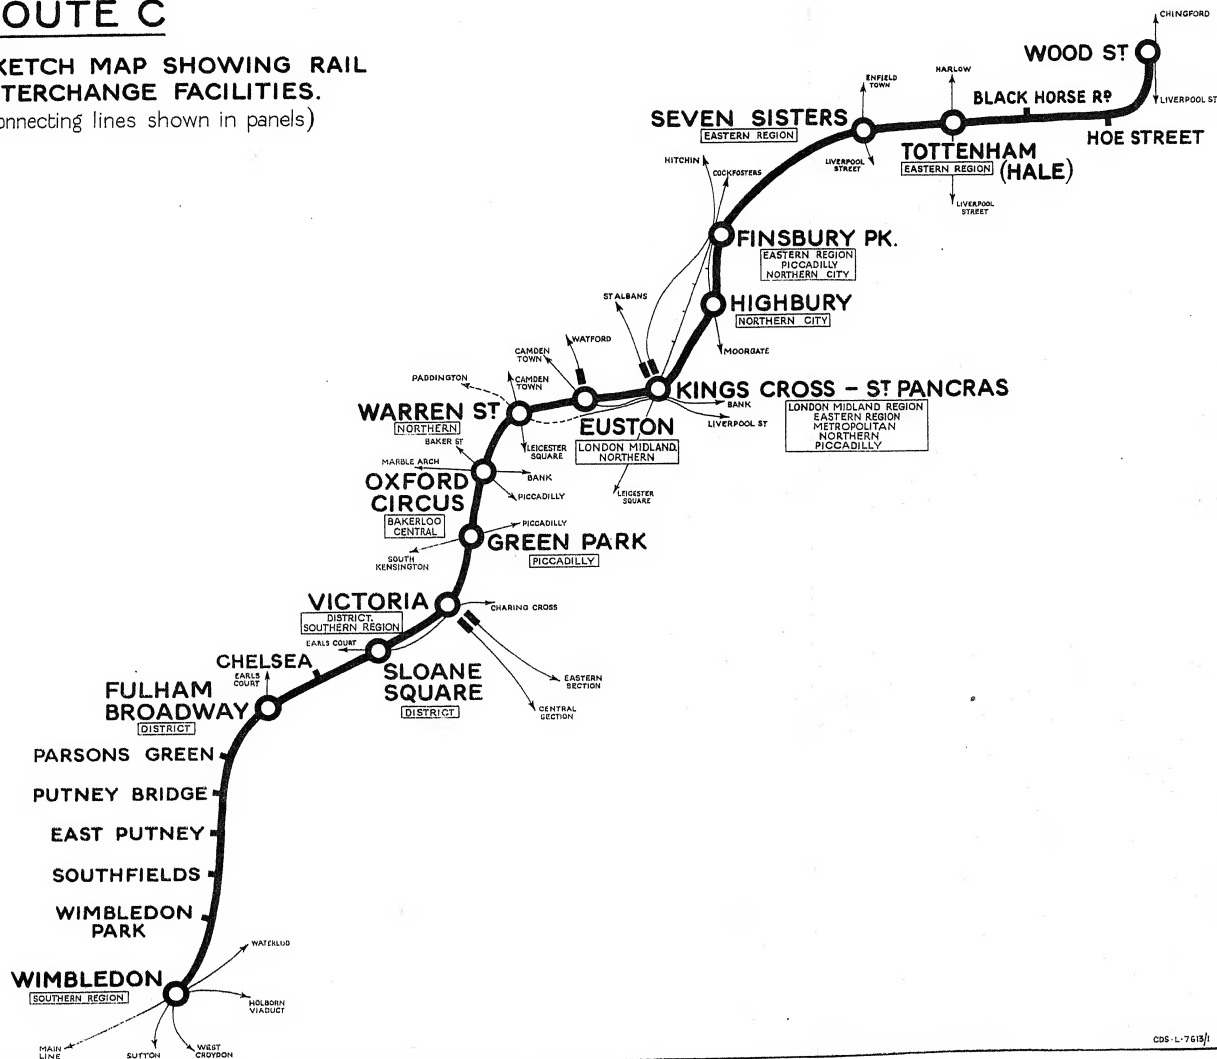 OUTE C
KETCH MAP SHOWING RAIL
TERCHANGE FACILITIES.
onnecting lines shown in panels)
CHINGFORD
WOOD ST
LIVERPOOL ST
HARLOW
BLACK HORSE RD
HOE STREET
ENFIELD
TOWN
SEVEN SISTERS
EASTERN REGION
LIVERPOOL
STREET
TOTTENHAM
(HALE)
EASTERN REGION
LIVERPOOL
STREET
HITCHIN
COCKFOSTERS
FINSBURY PK.
EASTERN REGION
PICCADILLY
NORTHERN CITY
HIGHBURY
NORTHERN CITY
MOORGATE
ST ALBANS
WATFORD
CAMDEN
TOWN
KINGS CROSS – ST PANCRAS
LONDON MIDLAND REGION
EASTERN REGION
METROPOLITAN
NORTHERN
PICCADILLY
BANK
LIVERPOOL ST
LEICESTER
SQUARE
EUSTON
LONDON MIDLAND,
NORTHERN
PADDINGTON
CAMDEN
TOWN
WARREN ST
NORTHERN
LEICESTER
SQUARE
BAKER ST
MARBLE ARCH
BANK
PICCADILLY
OXFORD
CIRCUS
BAKERLOO
CENTRAL
PICCADILLY
GREEN PARK
PICCADILLY
SOUTH
KENSINGTON
VICTORIA
DISTRICT,
SOUTHERN REGION
CHARING CROSS
EASTERN
SECTION
CENTRAL
SECTION
EARLS COURT
SLOANE
SQUARE
DISTRICT
CHELSEA
EARLS
COURT
FULHAM
BROADWAY
DISTRICT
PARSONS GREEN
PUTNEY BRIDGE
EAST PUTNEY
SOUTHFIELDS
WIMBLEDON
PARK
WATERLOO
WIMBLEDON
SOUTHERN REGION
HOLBORN
VIADUCT
MAIN
LINE
SUTTON
WEST
CROYDON
CDS-L-7613/1